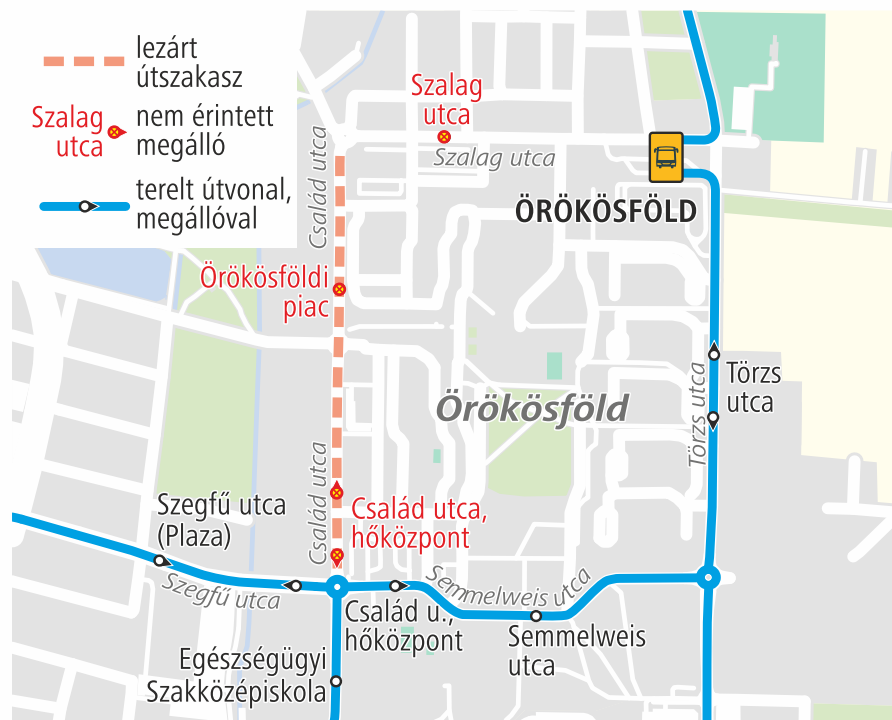 lezárt
útszakasz
Szalag
utca
nem érintett
megálló
terelt útvonal,
megállóval
Szalag
utca
Szalag utca
Család utca
ÖRÖKÖSFÖLD
Örökösföldi
piac
Törzs
utca
Törzs utca
Örökösföld
Család utca
Szegfű utca
(Plaza)
Család utca,
hőközpont
Szegfű utca
Semmelweis utca
Család u.,
hőközpont
Semmelweis
utca
Egészségügyi
Szakközépiskola